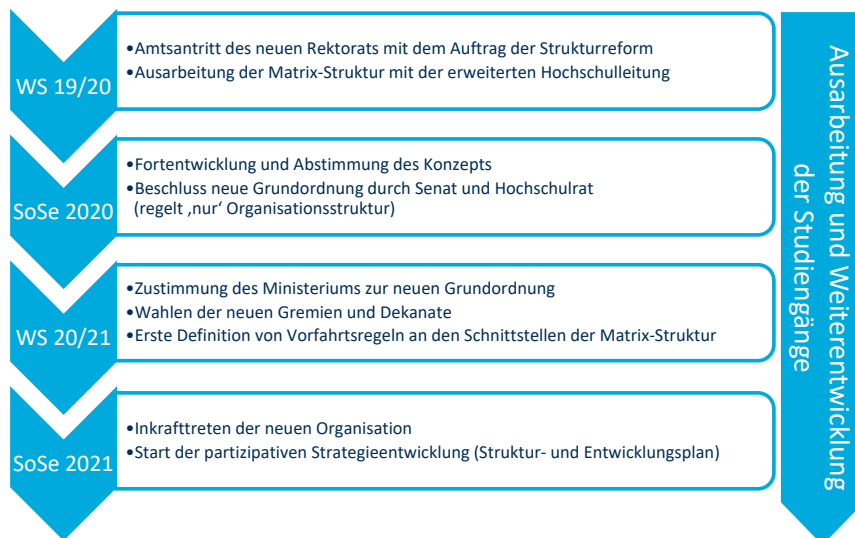 WS 19/20
•Amtsantritt des neuen Rektorats mit dem Auftrag der Strukturreform
•Ausarbeitung der Matrix-Struktur mit der erweiterten Hochschulleitung
SoSe 2020
•Fortentwicklung und Abstimmung des Konzepts
•Beschluss neue Grundordnung durch Senat und Hochschulrat
(regelt ‚nur‘ Organisationsstruktur)
WS 20/21
•Zustimmung des Ministeriums zur neuen Grundordnung
•Wahlen der neuen Gremien und Dekanate
•Erste Definition von Vorfahrtsregeln an den Schnittstellen der Matrix-Struktur
SoSe 2021
•Inkrafttreten der neuen Organisation
•Start der partizipativen Strategieentwicklung (Struktur- und Entwicklungsplan)
Ausarbeitung und Weiterentwicklung
der Studiengänge